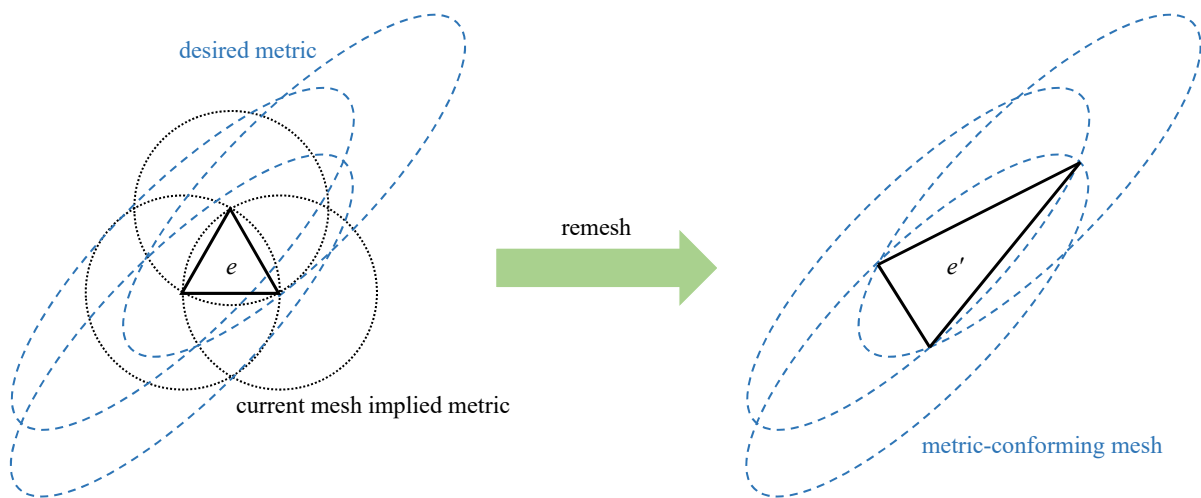 desired metric
e
current mesh implied metric
remesh
e′
metric-conforming mesh